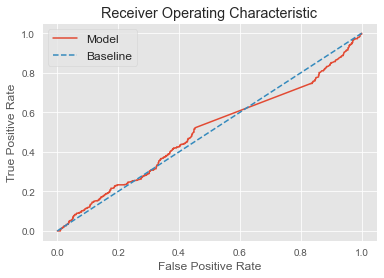 Receiver Operating Characteristic
Model
Baseline
1.0
0.8
0.6
0.4
0.2
0.0
True Positive Rate
0.0 0.2 0.4 0.6 0.8 1.0
False Positive Rate